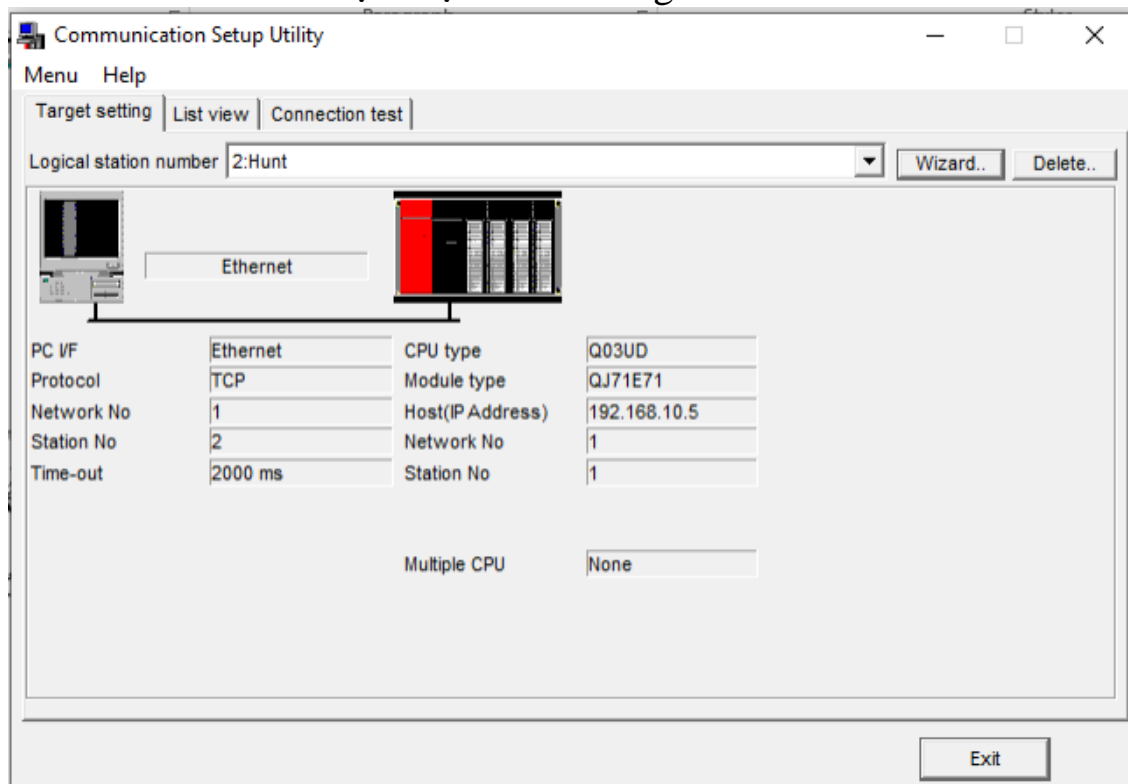 Communication Setup Utility
Menu Help
Target setting List view Connection test
Logical station number 2:Hunt Wizard.. Delete..
Ethernet
PC I/F Ethernet CPU type Q03UD
Protocol TCP Module type QJ71E71
Network No 1 Host(IP Address) 192.168.10.5
Station No 2 Network No 1
Time-out 2000 ms Station No 1
Multiple CPU None
Exit